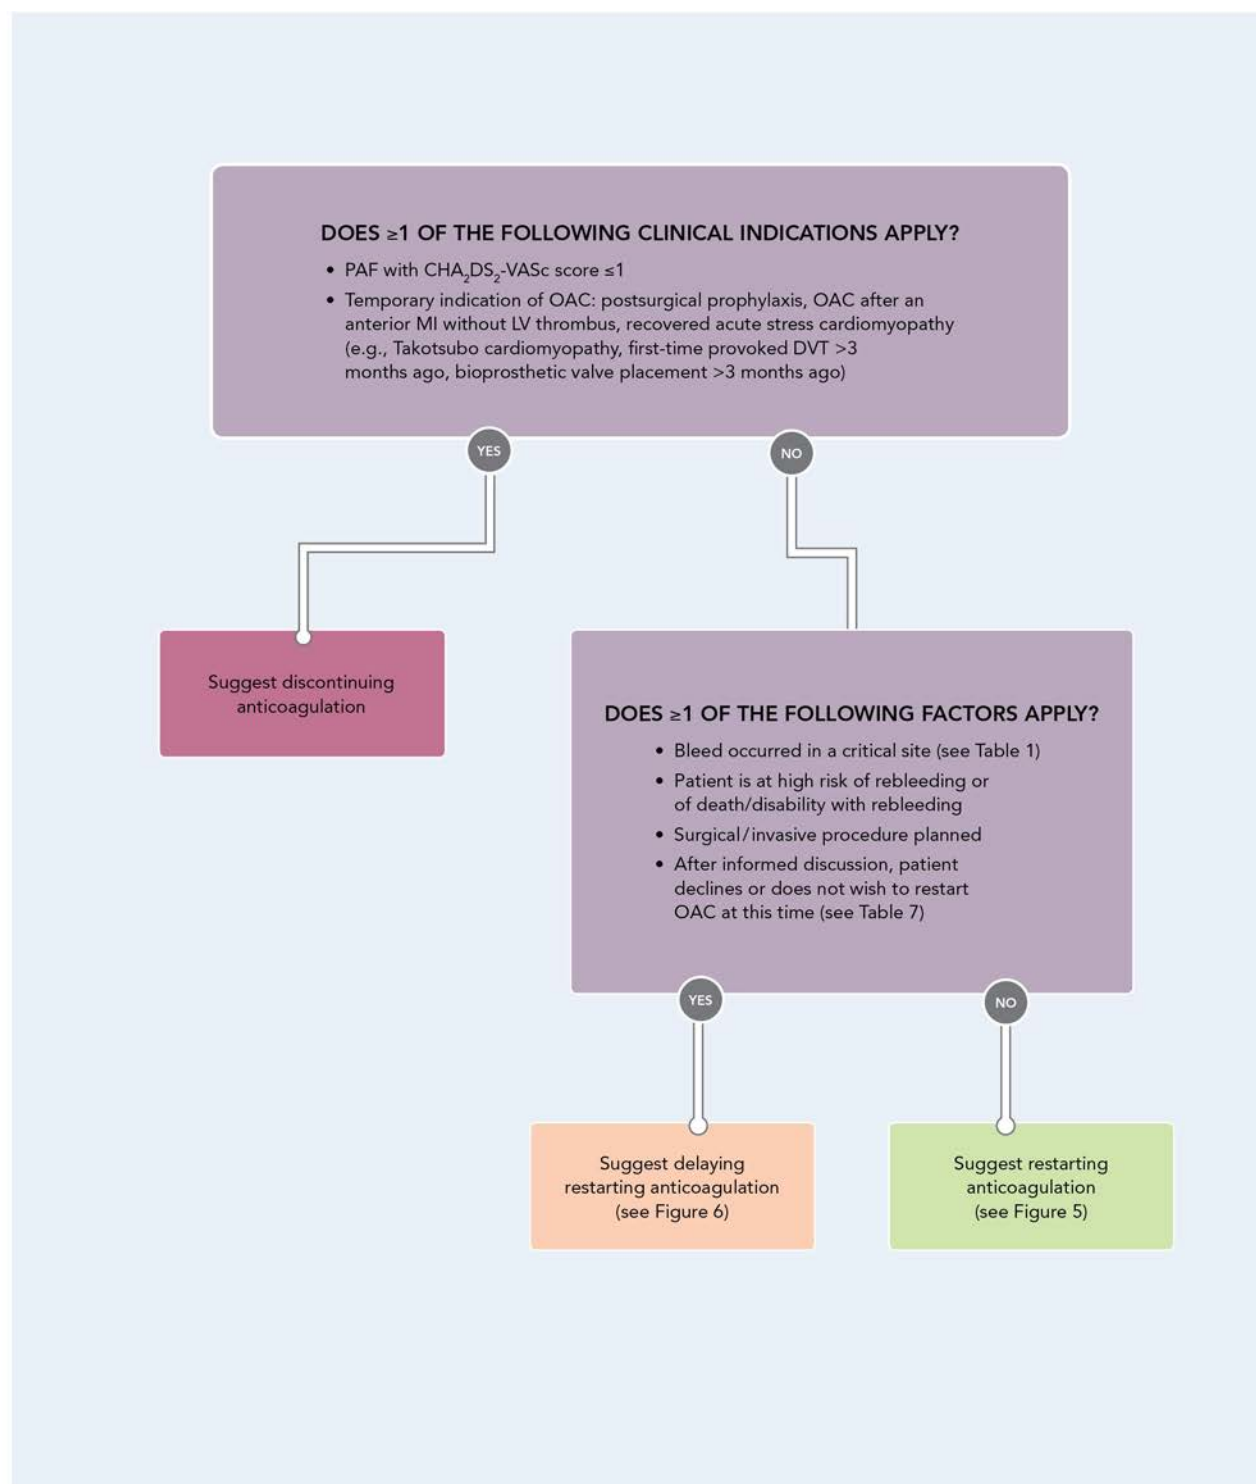 DOES ≥1 OF THE FOLLOWING CLINICAL INDICATIONS APPLY?
• PAF with CHA₂DS₂-VASc score ≤1
• Temporary indication of OAC: postsurgical prophylaxis, OAC after an
anterior MI without LV thrombus, recovered acute stress cardiomyopathy
(e.g., Takotsubo cardiomyopathy, first-time provoked DVT >3
months ago, bioprosthetic valve placement >3 months ago)
YES
NO
Suggest discontinuing
anticoagulation
DOES ≥1 OF THE FOLLOWING FACTORS APPLY?
• Bleed occurred in a critical site (see Table 1)
• Patient is at high risk of rebleeding or
of death/disability with rebleeding
• Surgical/invasive procedure planned
• After informed discussion, patient
declines or does not wish to restart
OAC at this time (see Table 7)
YES
NO
Suggest delaying
restarting anticoagulation
(see Figure 6)
Suggest restarting
anticoagulation
(see Figure 5)